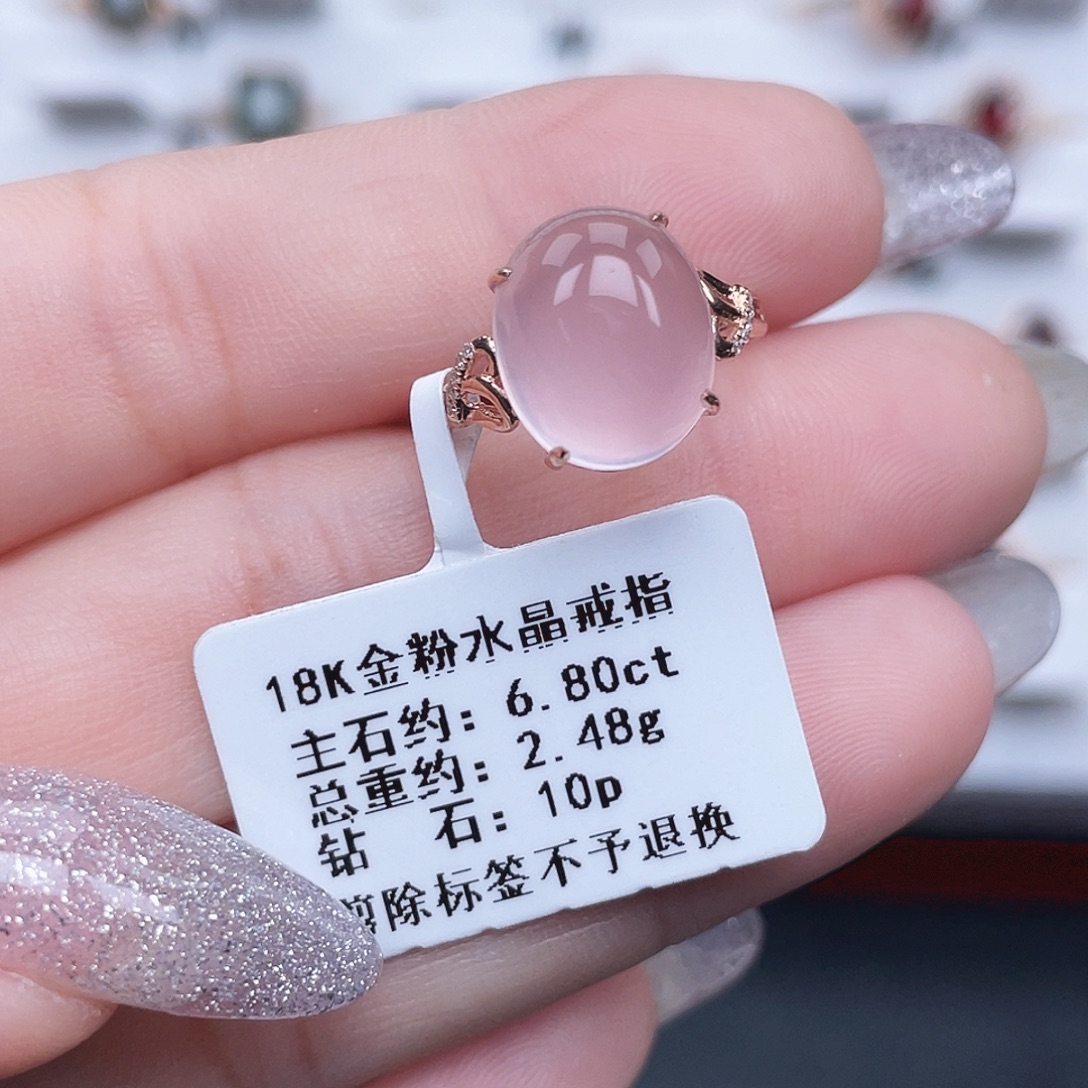 18K金粉水晶戒指
主石约: 6.80ct
总重约: 2.48g
钻 石: 10p
剪除标签不予退换